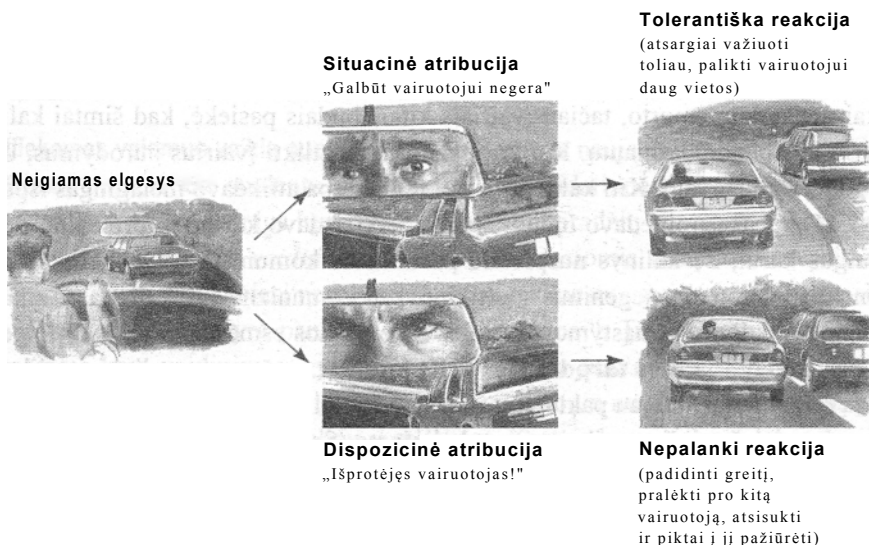 Neigiamas elgesys
Situacinė atribucija
„Galbūt vairuotojui negera"
Tolerantiška reakcija
(atsargiai važiuoti
toliau, palikti vairuotojui
daug vietos)
Dispozicinė atribucija
„Išprotėjęs vairuotojas!"
Nepalanki reakcija
(padidinti greitį,
pralėkti pro kitą
vairuotoją, atsisukti
ir piktai į jį pažiūrėti)